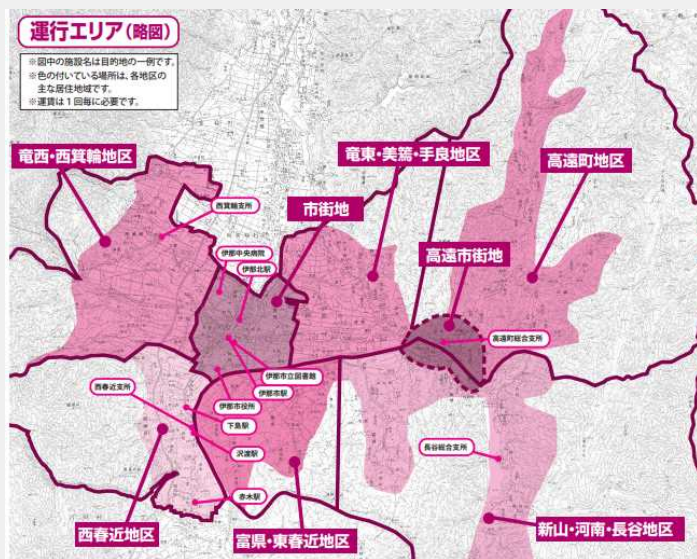 運行エリア(略図)
※図中の施設名は目的地の一例です。
※色の付いている場所は、各地区の
主な居住地域です。
※運賃は1回毎に必要です。
竜西・西箕輪地区
竜東・美篶・手良地区
高遠町地区
西箕輪支所
市街地
伊那中央病院
高遠市街地
伊那北駅
高遠町総合支所
伊那市立図書館
西春近支所
伊那市駅
伊那市役所
下島駅
沢渡駅
長谷総合支所
赤木駅
西春近地区
富県・東春近地区
新山・河南・長谷地区